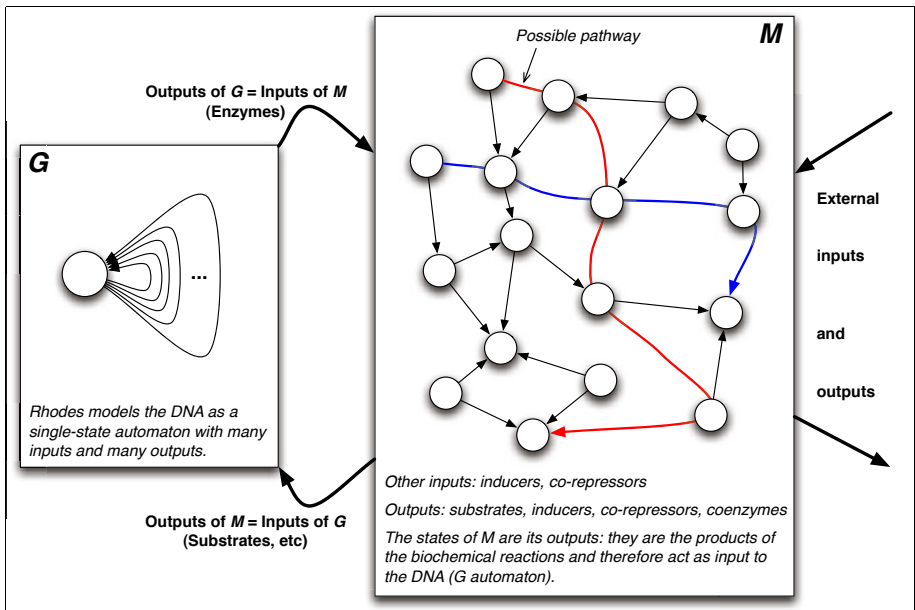 Possible pathway
M
Outputs of G = Inputs of M
(Enzymes)
G
...
Rhodes models the DNA as a
single-state automaton with many
inputs and many outputs.
Outputs of M = Inputs of G
(Substrates, etc)
External
inputs
and
outputs
Other inputs: inducers, co-repressors
Outputs: substrates, inducers, co-repressors, coenzymes
The states of M are its outputs: they are the products
of the biochemical reactions and therefore act as input to
the DNA (G automaton).